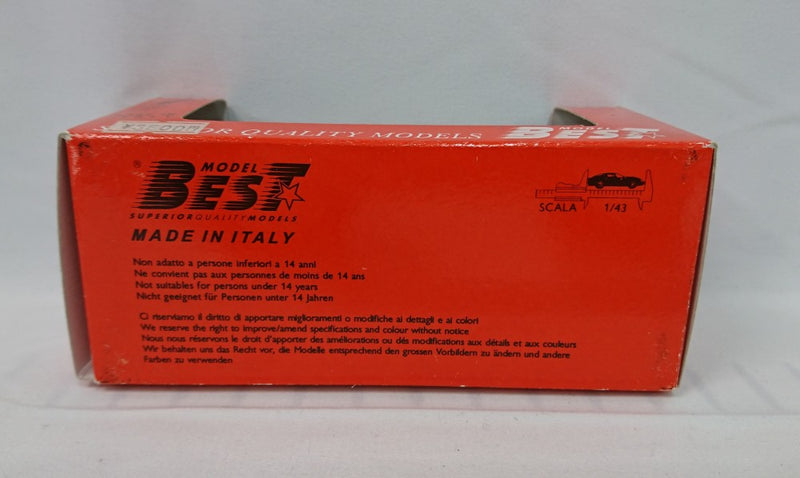 OR QUALITY MODELS MODEL BEST
® MODEL
BEST
SUPERIORQUALITYMODELS
MADE IN ITALY
SCALA 1/43
Non adatto a persone inferiori a 14 anni
Ne convient pas aux personnes de moins de 14 ans
Not suitables for persons under 14 years
Nicht geeignet für Personen unter 14 Jahren
Ci riserviamo il diritto di apportare miglioramenti o modifiche ai dettagli e ai colori
We reserve the right to improve/amend specifications and colour without notice
Nous nous réservons le droit d'apporter des améliorations ou dés modifications aux détails et aux couleurs
Wir behalten uns das Recht vor, die Modelle entsprechend den grossen Vorbildern zu ändern und andere
Farben zu verwenden